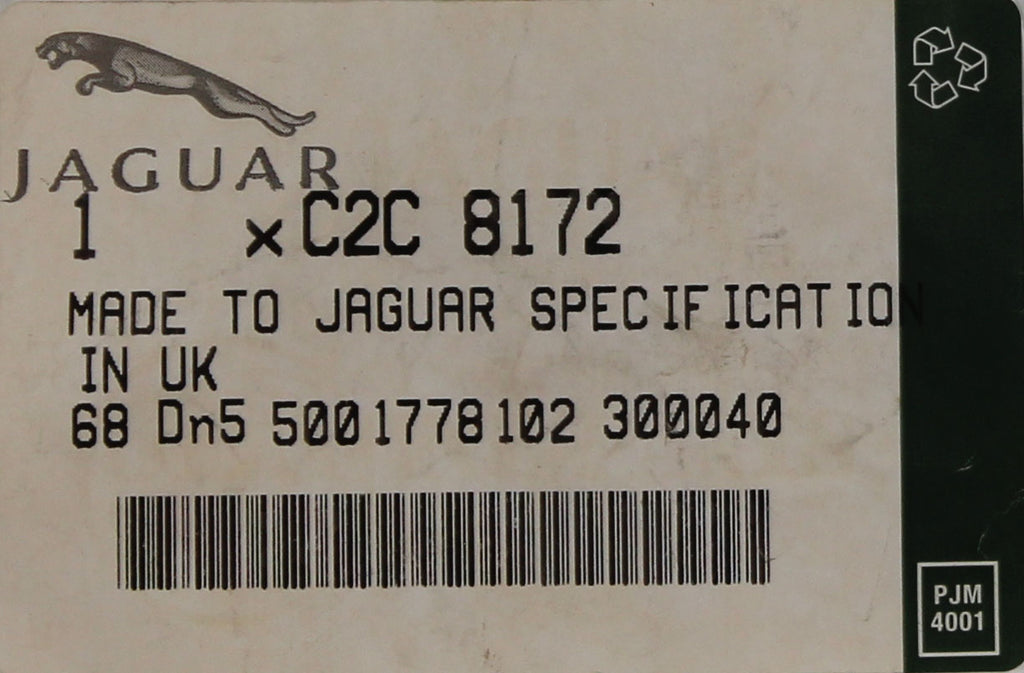 JAGUAR
1 x C2C 8172
MADE TO JAGUAR SPECIFICATION
IN UK
68 Dn5 5001778102 300040
PJM
4001